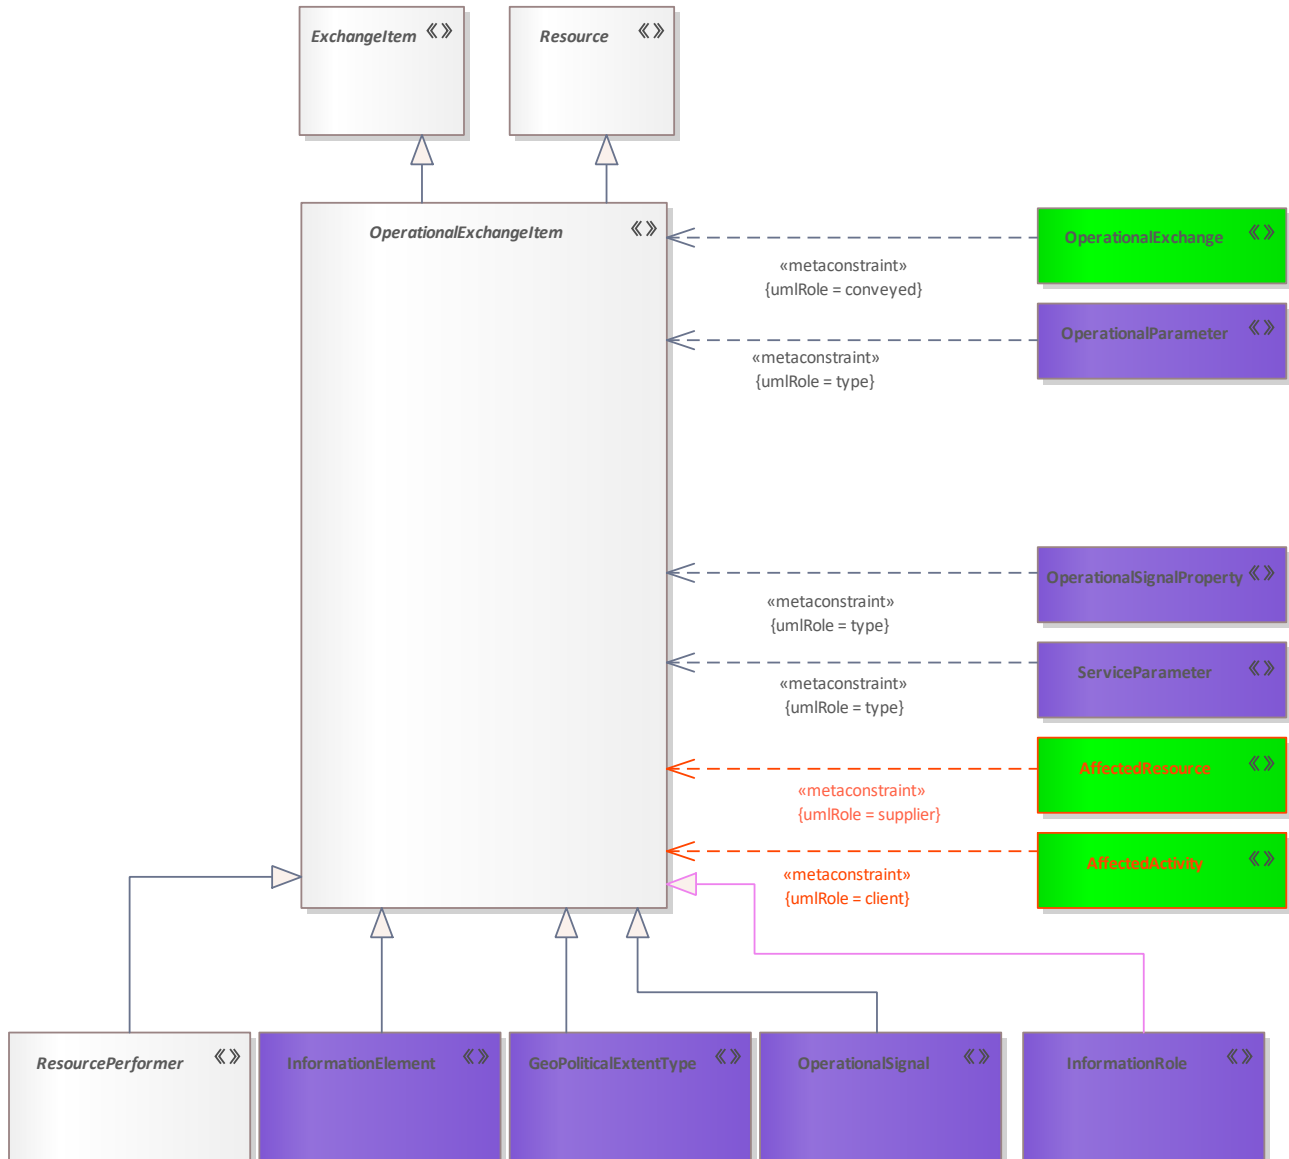 ExchangeItem 《》
Resource 《》
OperationalExchangeItem 《》
OperationalExchange 《》
«metaconstraint»
{umlRole = conveyed}
OperationalParameter 《》
«metaconstraint»
{umlRole = type}
OperationalSignalProperty 《》
«metaconstraint»
{umlRole = type}
ServiceParameter 《》
«metaconstraint»
{umlRole = type}
AffectedResource 《》
«metaconstraint»
{umlRole = supplier}
AffectedActivity 《》
«metaconstraint»
{umlRole = client}
ResourcePerformer 《》
InformationElement 《》
GeoPoliticalExtentType 《》
OperationalSignal 《》
InformationRole 《》